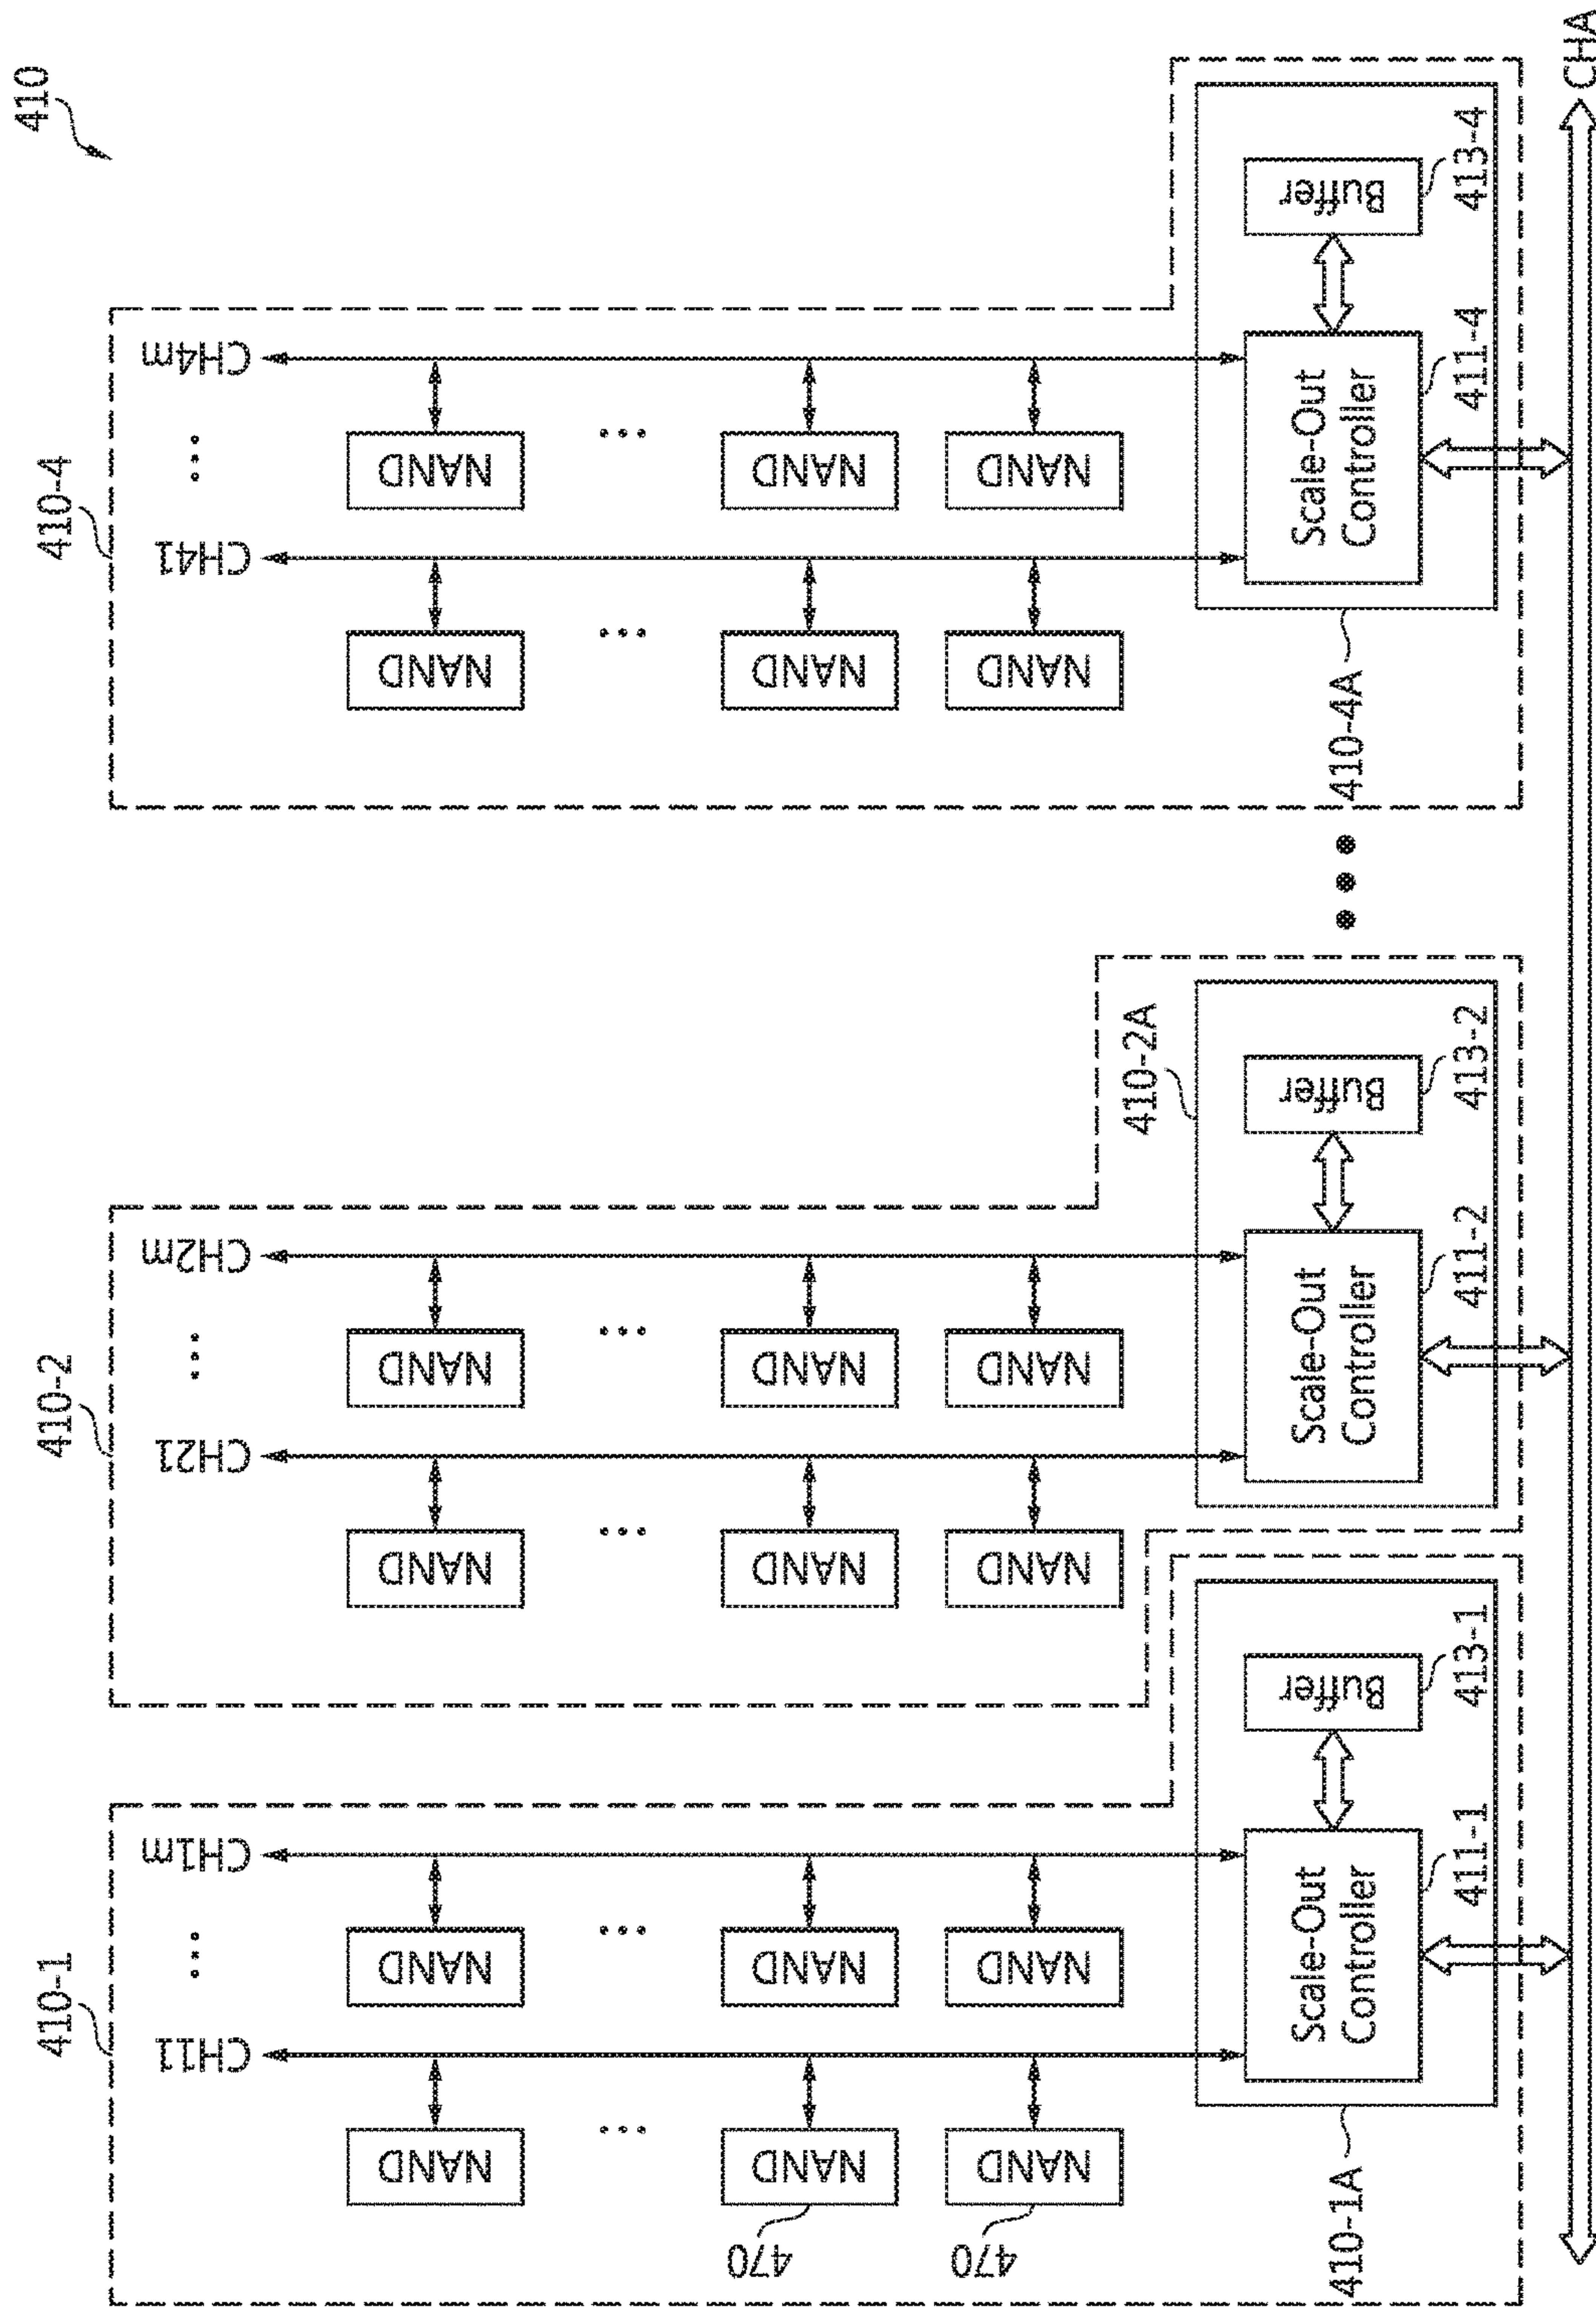 410
410-1
410-2
410-4
CH11
...
CH1m
CH21
...
CH2m
CH41
...
CH4m
NAND
NAND
NAND
NAND
NAND
NAND
...
...
...
...
...
...
NAND
NAND
NAND
NAND
NAND
NAND
470
NAND
NAND
NAND
NAND
NAND
NAND
470
410-2A
Scale-Out
Controller
Buffer
Scale-Out
Controller
Buffer
...
Scale-Out
Controller
Buffer
410-1A
410-4A
411-1
413-1
411-2
413-2
411-4
413-4
CHA